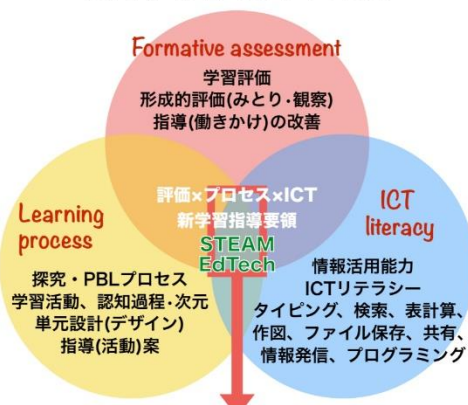 Formative assessment
学習評価
形成的評価(みとり・観察)
指導(働きかけ)の改善
評価×プロセス×ICT
新学習指導要領
STEAM
EdTech
Learning
process
探究・PBLプロセス
学習活動、認知過程・次元
単元設計(デザイン)
指導(活動)案
ICT
literacy
情報活用能力
ICTリテラシー
タイピング、検索、表計算、
作図、ファイル保存、共有、
情報発信、プログラミング